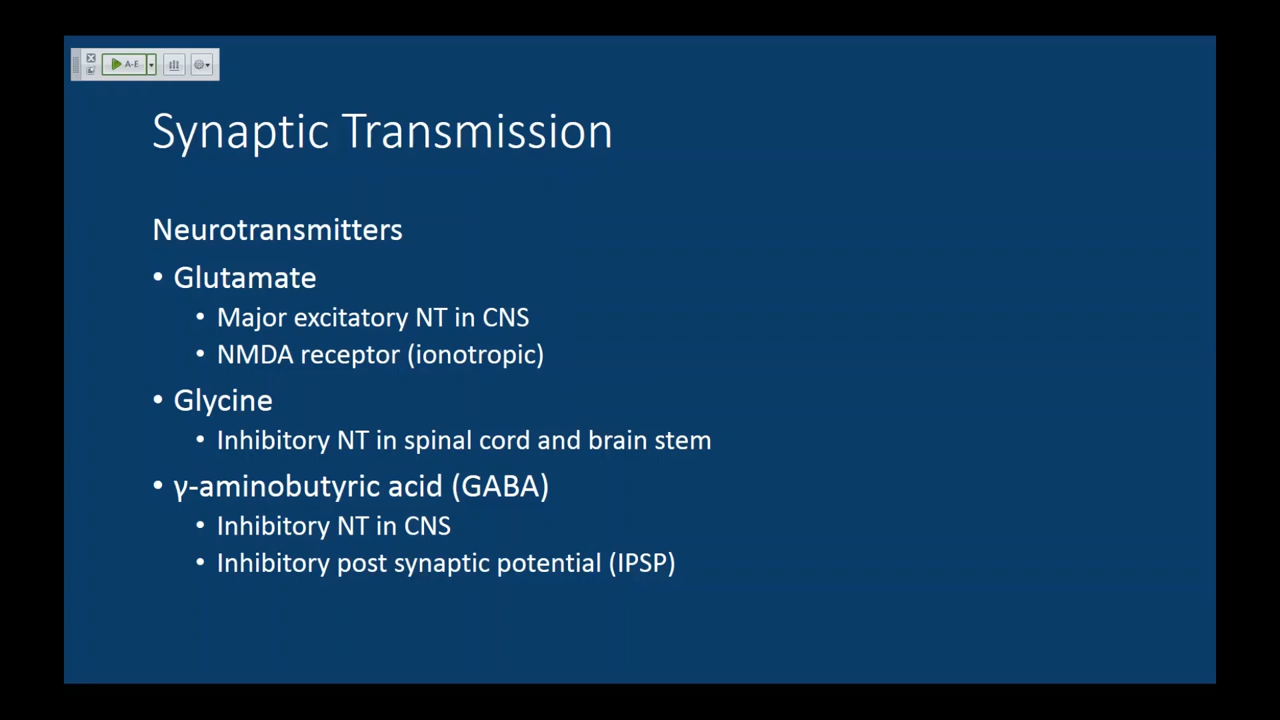 A-E
Synaptic Transmission
Neurotransmitters
• Glutamate
• Major excitatory NT in CNS
• NMDA receptor (ionotropic)
• Glycine
• Inhibitory NT in spinal cord and brain stem
• γ-aminobutyric acid (GABA)
• Inhibitory NT in CNS
• Inhibitory post synaptic potential (IPSP)